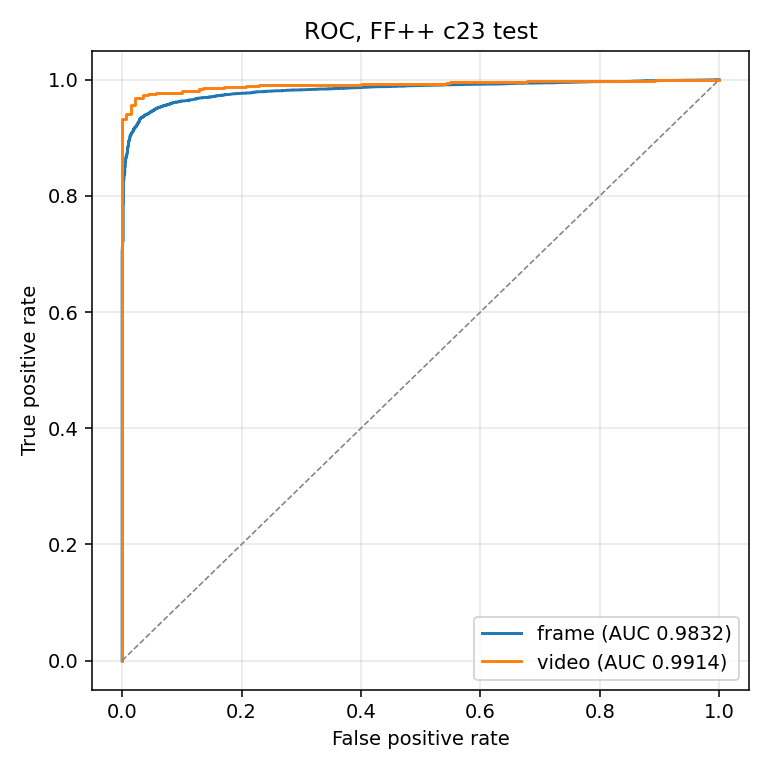 ROC, FF++ c23 test
True positive rate
1.0
0.8
0.6
0.4
0.2
0.0
frame (AUC 0.9832)
video (AUC 0.9914)
0.0 0.2 0.4 0.6 0.8 1.0
False positive rate